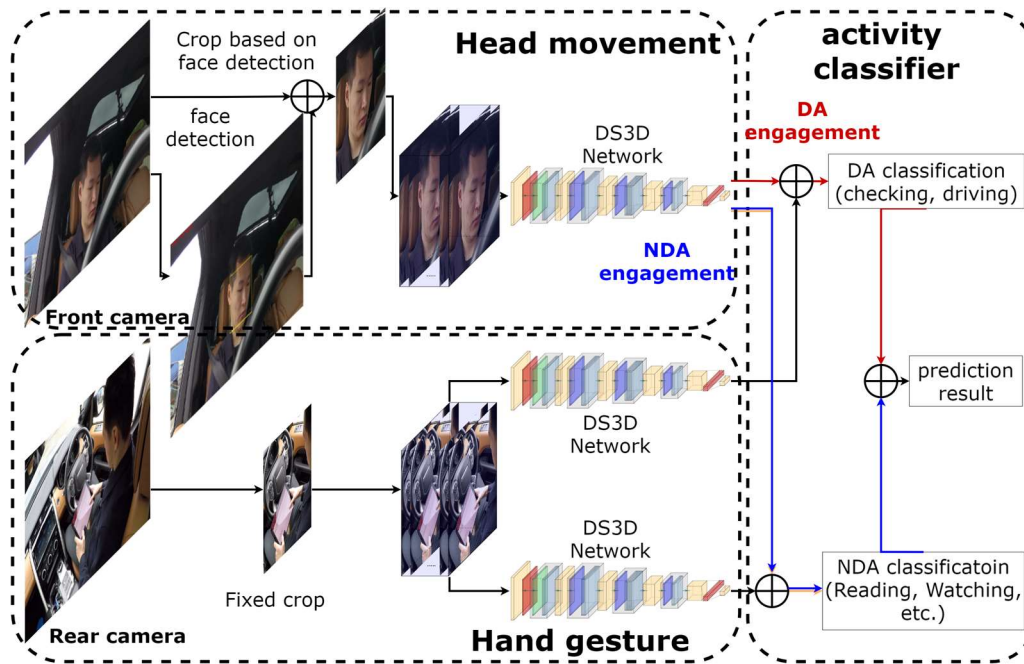 Crop based on
face detection
Head movement
face
detection
DS3D
Network
NDA
engagement
Front camera
activity
classifier
DA
engagement
DA classification
(checking, driving)
prediction
result
NDA classificatoin
(Reading, Watching,
etc.)
DS3D
Network
DS3D
Network
Fixed crop
Rear camera
Hand gesture